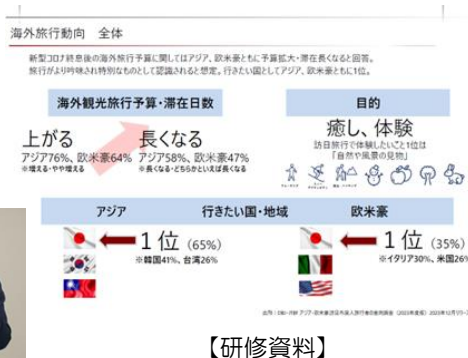 海外旅行動向　全体
新型コロナ終息後の海外旅行予算に関してはアジア、欧米豪ともに予算拡大・滞在長くなると回答。
旅行がより吟味され特別なものとして認識されると想定。行きたい国としてアジア、欧米豪ともに1位。
海外観光旅行予算・滞在日数
目的
上がる
長くなる
アジア76%、欧米豪64%
アジア58%、欧米豪47%
※増える・やや増える
※長くなる・どちらかといえば長くなる
癒し、体験
訪日旅行で体験したいこと1位は
「自然や風景の見物」
アジア
行きたい国・地域
欧米豪
1位（65%）
※韓国41%、台湾26%
1位（35%）
※イタリア30%、米国26%
【研修資料】